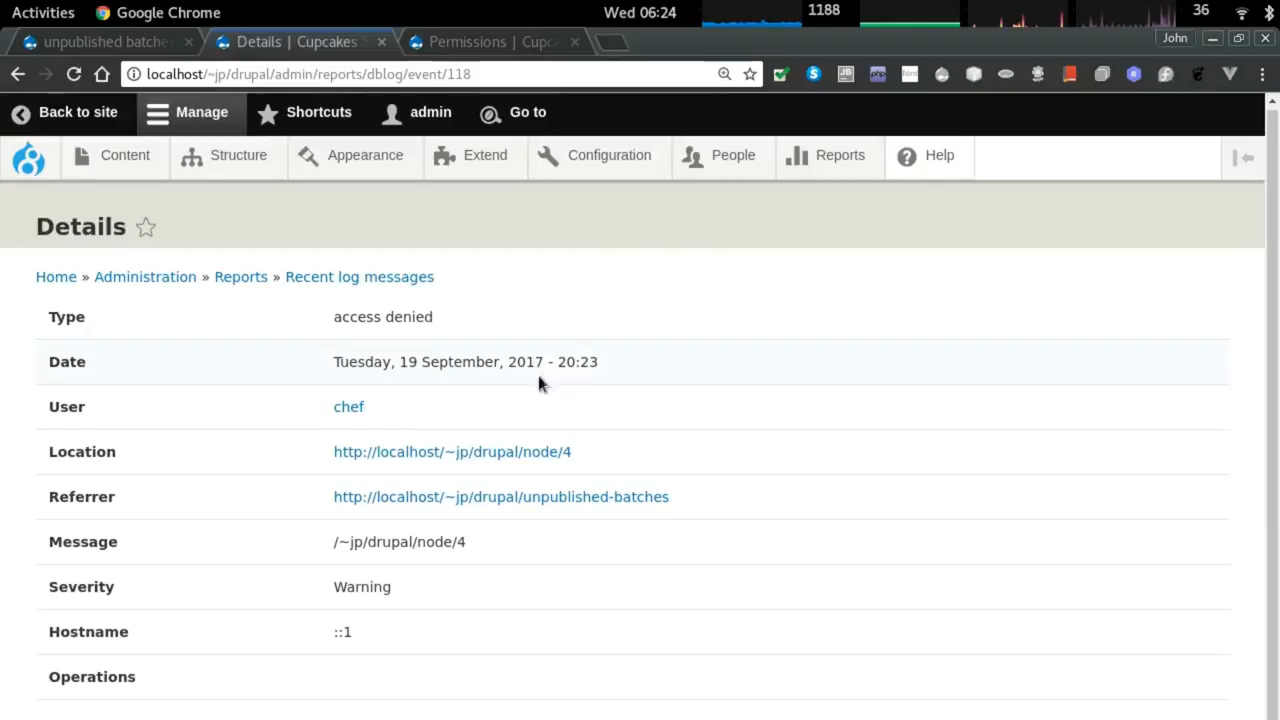 Activities Google Chrome Wed 06:24 1188 36
unpublished batche Details | Cupcakes Permissions | Cupc John
localhost/~jp/drupal/admin/reports/dblog/event/118
Back to site Manage Shortcuts admin Go to
Content Structure Appearance Extend Configuration People Reports Help
Details
Home » Administration » Reports » Recent log messages
Type access denied
Date Tuesday, 19 September, 2017 - 20:23
User chef
Location http://localhost/~jp/drupal/node/4
Referrer http://localhost/~jp/drupal/unpublished-batches
Message /~jp/drupal/node/4
Severity Warning
Hostname ::1
Operations